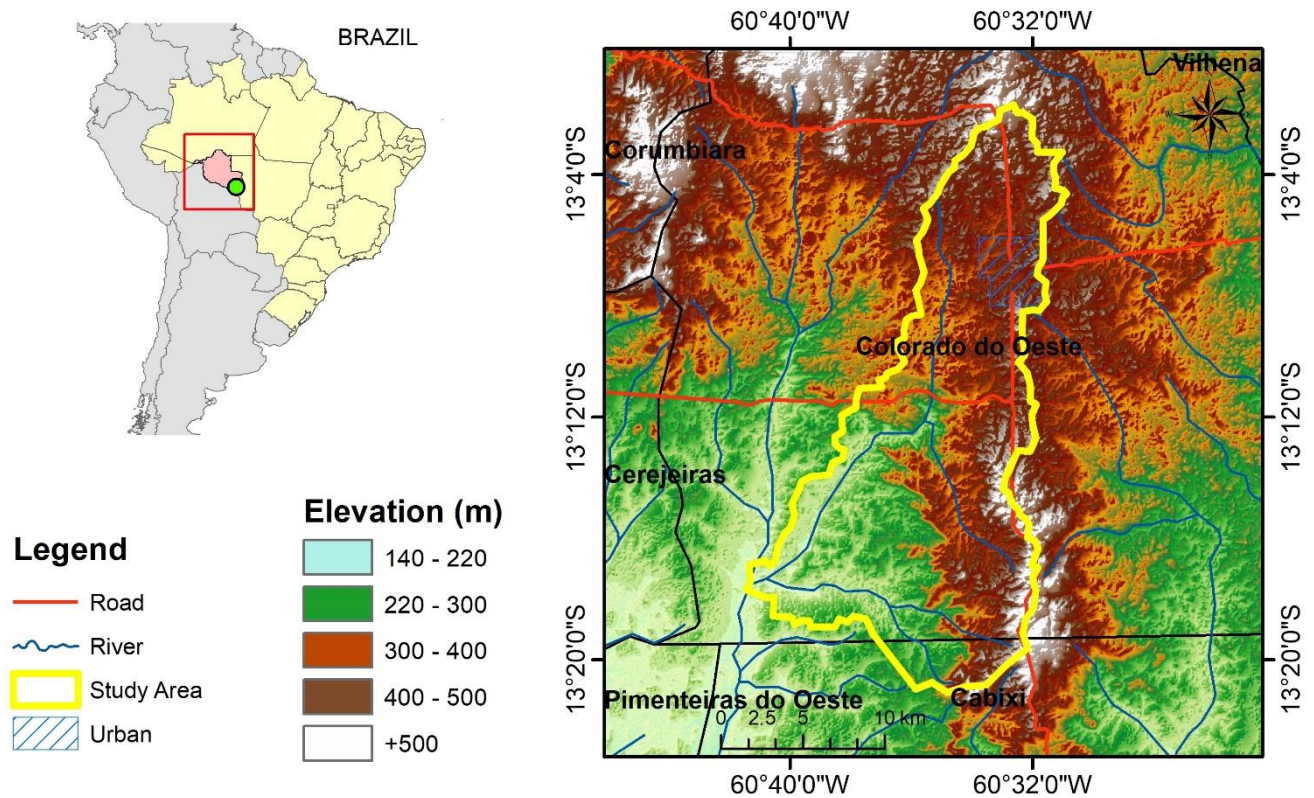 BRAZIL
Legend
Road
River
Study Area
Urban
Elevation (m)
140 - 220
220 - 300
300 - 400
400 - 500
+500
60°40'0"W
60°32'0"W
13°4'0"S
13°12'0"S
13°20'0"S
Vilhena
Corumbiara
Colorado do Oeste
Cerejeiras
Pimenteiras do Oeste
Cabixi
0 2.5 5 10 km
13°4'0"S
13°12'0"S
13°20'0"S
60°40'0"W
60°32'0"W